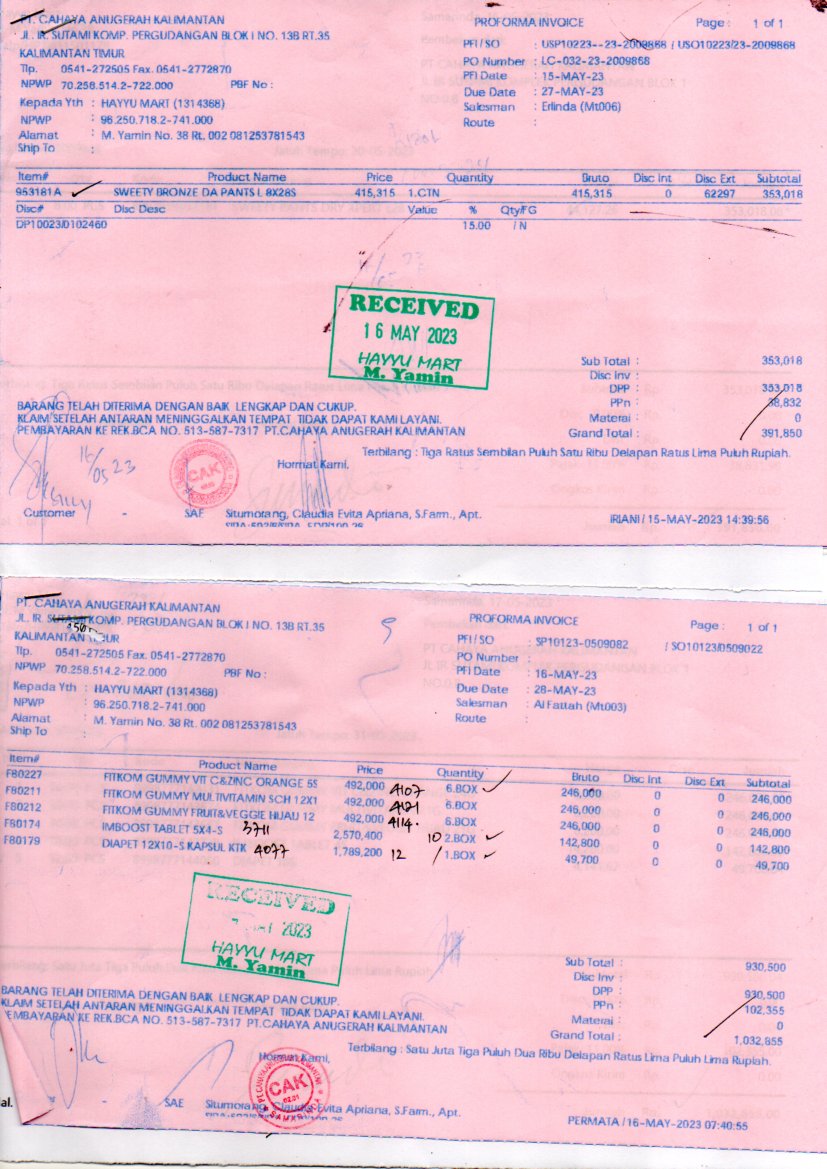 PT. CAHAYA ANUGERAH KALIMANTAN
JL. IR. SUTAMI KOMP. PERGUDANGAN BLOK I NO. 13B RT.35
KALIMANTAN TIMUR
Tlp. 0541-272505 Fax. 0541-2772870
NPWP 70.258.514.2-722.000 PBF No :
Kepada Yth : HAYYU MART (1314368)
NPWP : 96.250.718.2-741.000
Alamat : M. Yamin No. 38 Rt. 002 081253781543
Ship To :
PROFORMA INVOICE Page : 1 of 1
PFI / SO : USP10223--23-2009868 / USO10223/23-2009868
PO Number : LC-032-23-2009868
PFI Date : 15-MAY-23
Due Date : 27-MAY-23
Salesman : Erlinda (Mt006)
Route :
Item# Product Name Price Quantity Bruto Disc Int Disc Ext Subtotal
953181A SWEETY BRONZE DA PANTS L 8X28S 415,315 1.CTN 415,315 0 62297 353,018
Disc# Disc Desc Value % Qty/FG
DP10023/0102460 15.00 / N
RECEIVED
16 MAY 2023
HAYYU MART
M. Yamin
Sub Total : 353,018
Disc Inv :
DPP : 353,018
PPn : 38,832
Materai : 0
Grand Total : 391,850
BARANG TELAH DITERIMA DENGAN BAIK LENGKAP DAN CUKUP.
KLAIM SETELAH ANTARAN MENINGGALKAN TEMPAT TIDAK DAPAT KAMI LAYANI.
PEMBAYARAN KE REK.BCA NO. 513-587-7317 PT.CAHAYA ANUGERAH KALIMANTAN
Terbilang : Tiga Ratus Sembilan Puluh Satu Ribu Delapan Ratus Lima Puluh Rupiah.
16/05 23
CAK
Hormat Kami,
Customer - SAE Situmorang, Claudia Evita Apriana, S.Farm., Apt.
IRIANI / 15-MAY-2023 14:39:56
PT. CAHAYA ANUGERAH KALIMANTAN
JL. IR. SUTAMI KOMP. PERGUDANGAN BLOK I NO. 13B RT.35
KALIMANTAN TIMUR
Tlp. 0541-272505 Fax. 0541-2772870
NPWP 70.258.514.2-722.000 PBF No :
Kepada Yth : HAYYU MART (1314368)
NPWP : 96.250.718.2-741.000
Alamat : M. Yamin No. 38 Rt. 002 081253781543
Ship To :
PROFORMA INVOICE Page : 1 of 1
PFI / SO : SP10123-0509082 / SO10123/0509022
PO Number :
PFI Date : 16-MAY-23
Due Date : 28-MAY-23
Salesman : Al Fattah (Mt003)
Route :
Item# Product Name Price Quantity Bruto Disc Int Disc Ext Subtotal
F80227 FITKOM GUMMY VIT C&ZINC ORANGE 5S 492,000 4107 6.BOX 246,000 0 0 246,000
F80211 FITKOM GUMMY MULTIVITAMIN SCH 12X1 492,000 4121 6.BOX 246,000 0 0 246,000
F80212 FITKOM GUMMY FRUIT&VEGGIE HIJAU 12 492,000 4114. 6.BOX 246,000 0 0 246,000
F80174 IMBOOST TABLET 5X4-S 3711 2,570,400 10 2.BOX 142,800 0 0 142,800
F80179 DIAPET 12X10-S KAPSUL KTK 4077 1,789,200 12 / 1.BOX 49,700 0 0 49,700
RECEIVED
2023
HAYYU MART
M. Yamin
Sub Total : 930,500
Disc Inv :
DPP : 930,500
PPn : 102,355
Materai : 0
Grand Total : 1,032,855
BARANG TELAH DITERIMA DENGAN BAIK LENGKAP DAN CUKUP.
KLAIM SETELAH ANTARAN MENINGGALKAN TEMPAT TIDAK DAPAT KAMI LAYANI.
PEMBAYARAN KE REK.BCA NO. 513-587-7317 PT.CAHAYA ANUGERAH KALIMANTAN
Terbilang : Satu Juta Tiga Puluh Dua Ribu Delapan Ratus Lima Puluh Lima Rupiah.
Hormat Kami,
CAK
02.01
SAMARINDA
SAE Situmorang, Claudia Evita Apriana, S.Farm., Apt.
PERMATA / 16-MAY-2023 07:40:55